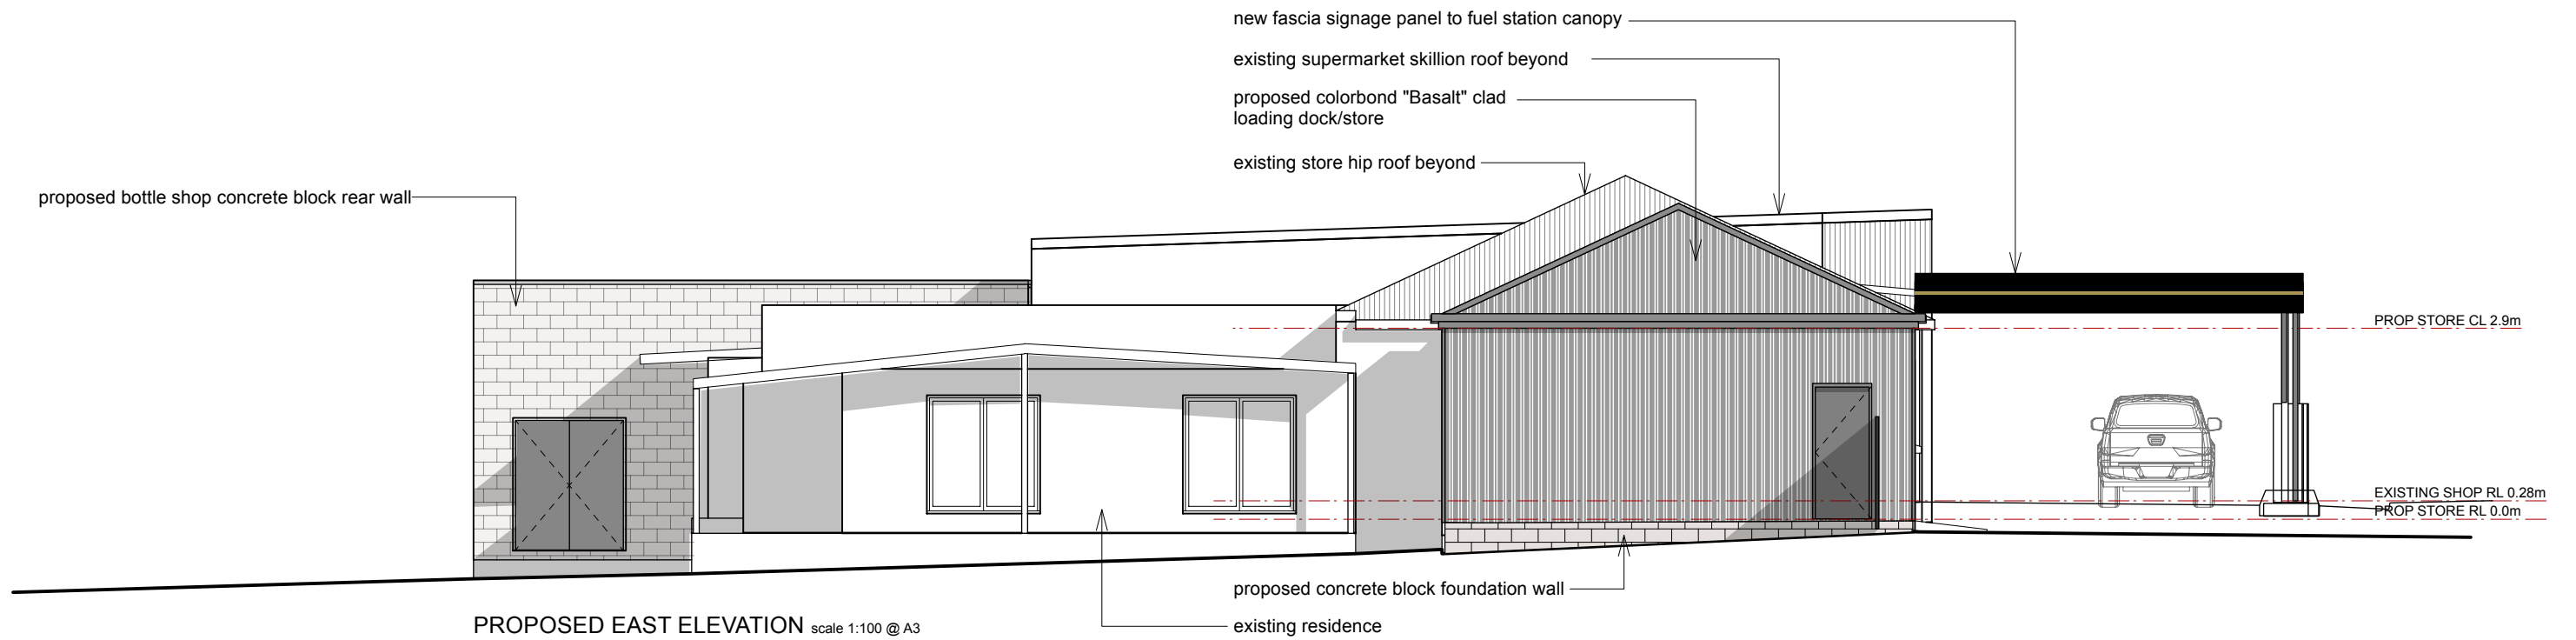 new fascia signage panel to fuel station canopy
existing supermarket skillion roof beyond
proposed colorbond "Basalt" clad
loading dock/store
existing store hip roof beyond
proposed bottle shop concrete block rear wall
PROP STORE CL 2.9m
EXISTING SHOP RL 0.28m
PROP STORE RL 0.0m
proposed concrete block foundation wall
existing residence
PROPOSED EAST ELEVATION scale 1:100 @ A3